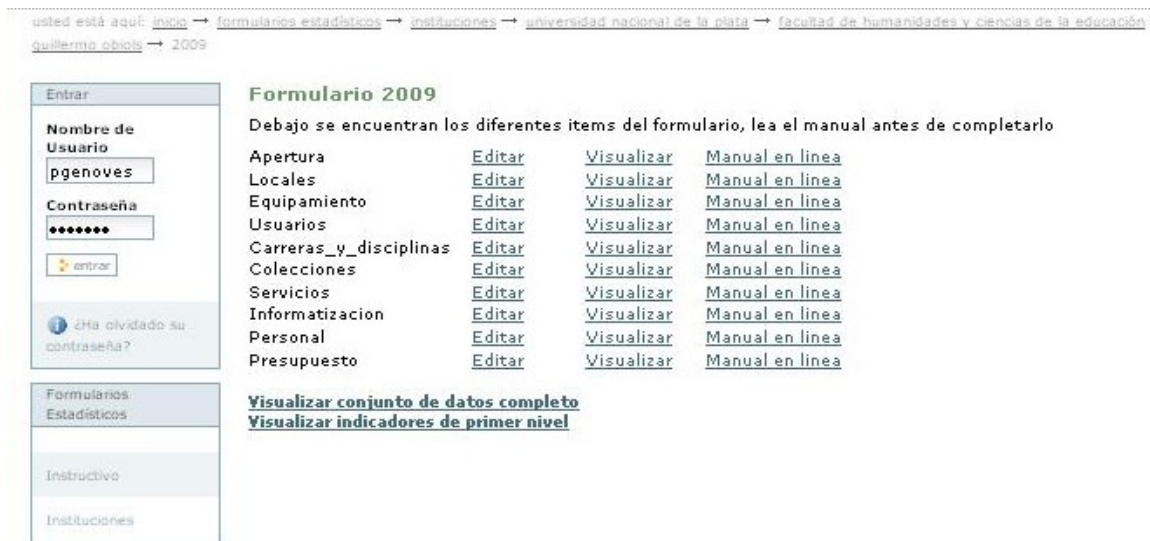 usted está aquí: inicio → formularios estadísticos → instituciones → universidad nacional de la plata → facultad de humanidades y ciencias de la educación
guillermo obiols → 2009
Entrar
Nombre de
Usuario
pgenoves
Contraseña
●●●●●●●
entrar
¿Ha olvidado su
contraseña?
Formularios
Estadísticos
Instructivo
Instituciones
Formulario 2009
Debajo se encuentran los diferentes items del formulario, lea el manual antes de completarlo
Apertura Editar Visualizar Manual en linea
Locales Editar Visualizar Manual en linea
Equipamiento Editar Visualizar Manual en linea
Usuarios Editar Visualizar Manual en linea
Carreras_y_disciplinas Editar Visualizar Manual en linea
Colecciones Editar Visualizar Manual en linea
Servicios Editar Visualizar Manual en linea
Informatizacion Editar Visualizar Manual en linea
Personal Editar Visualizar Manual en linea
Presupuesto Editar Visualizar Manual en linea
Visualizar conjunto de datos completo
Visualizar indicadores de primer nivel